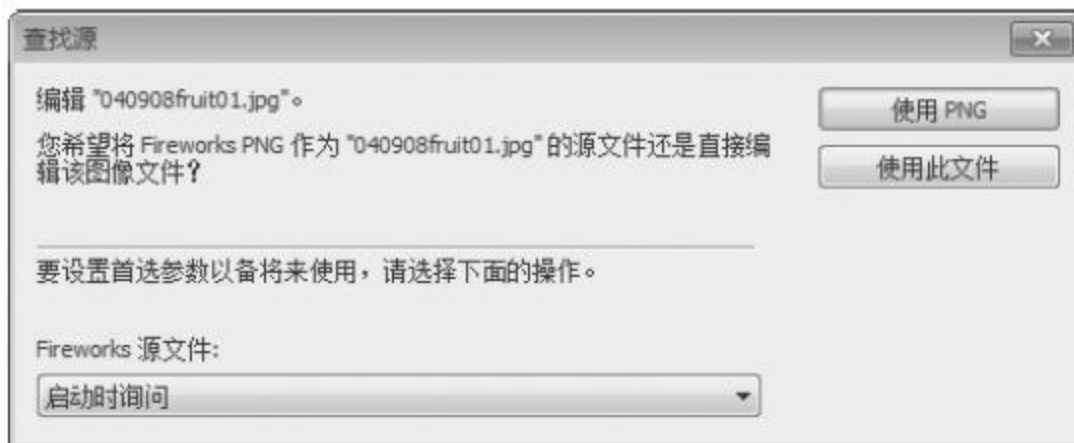 查找源
编辑 "040908fruit01.jpg"。
使用 PNG
您希望将 Fireworks PNG 作为 "040908fruit01.jpg" 的源文件还是直接编
辑该图像文件?
使用此文件
要设置首选参数以备将来使用，请选择下面的操作。
Fireworks 源文件:
启动时询问